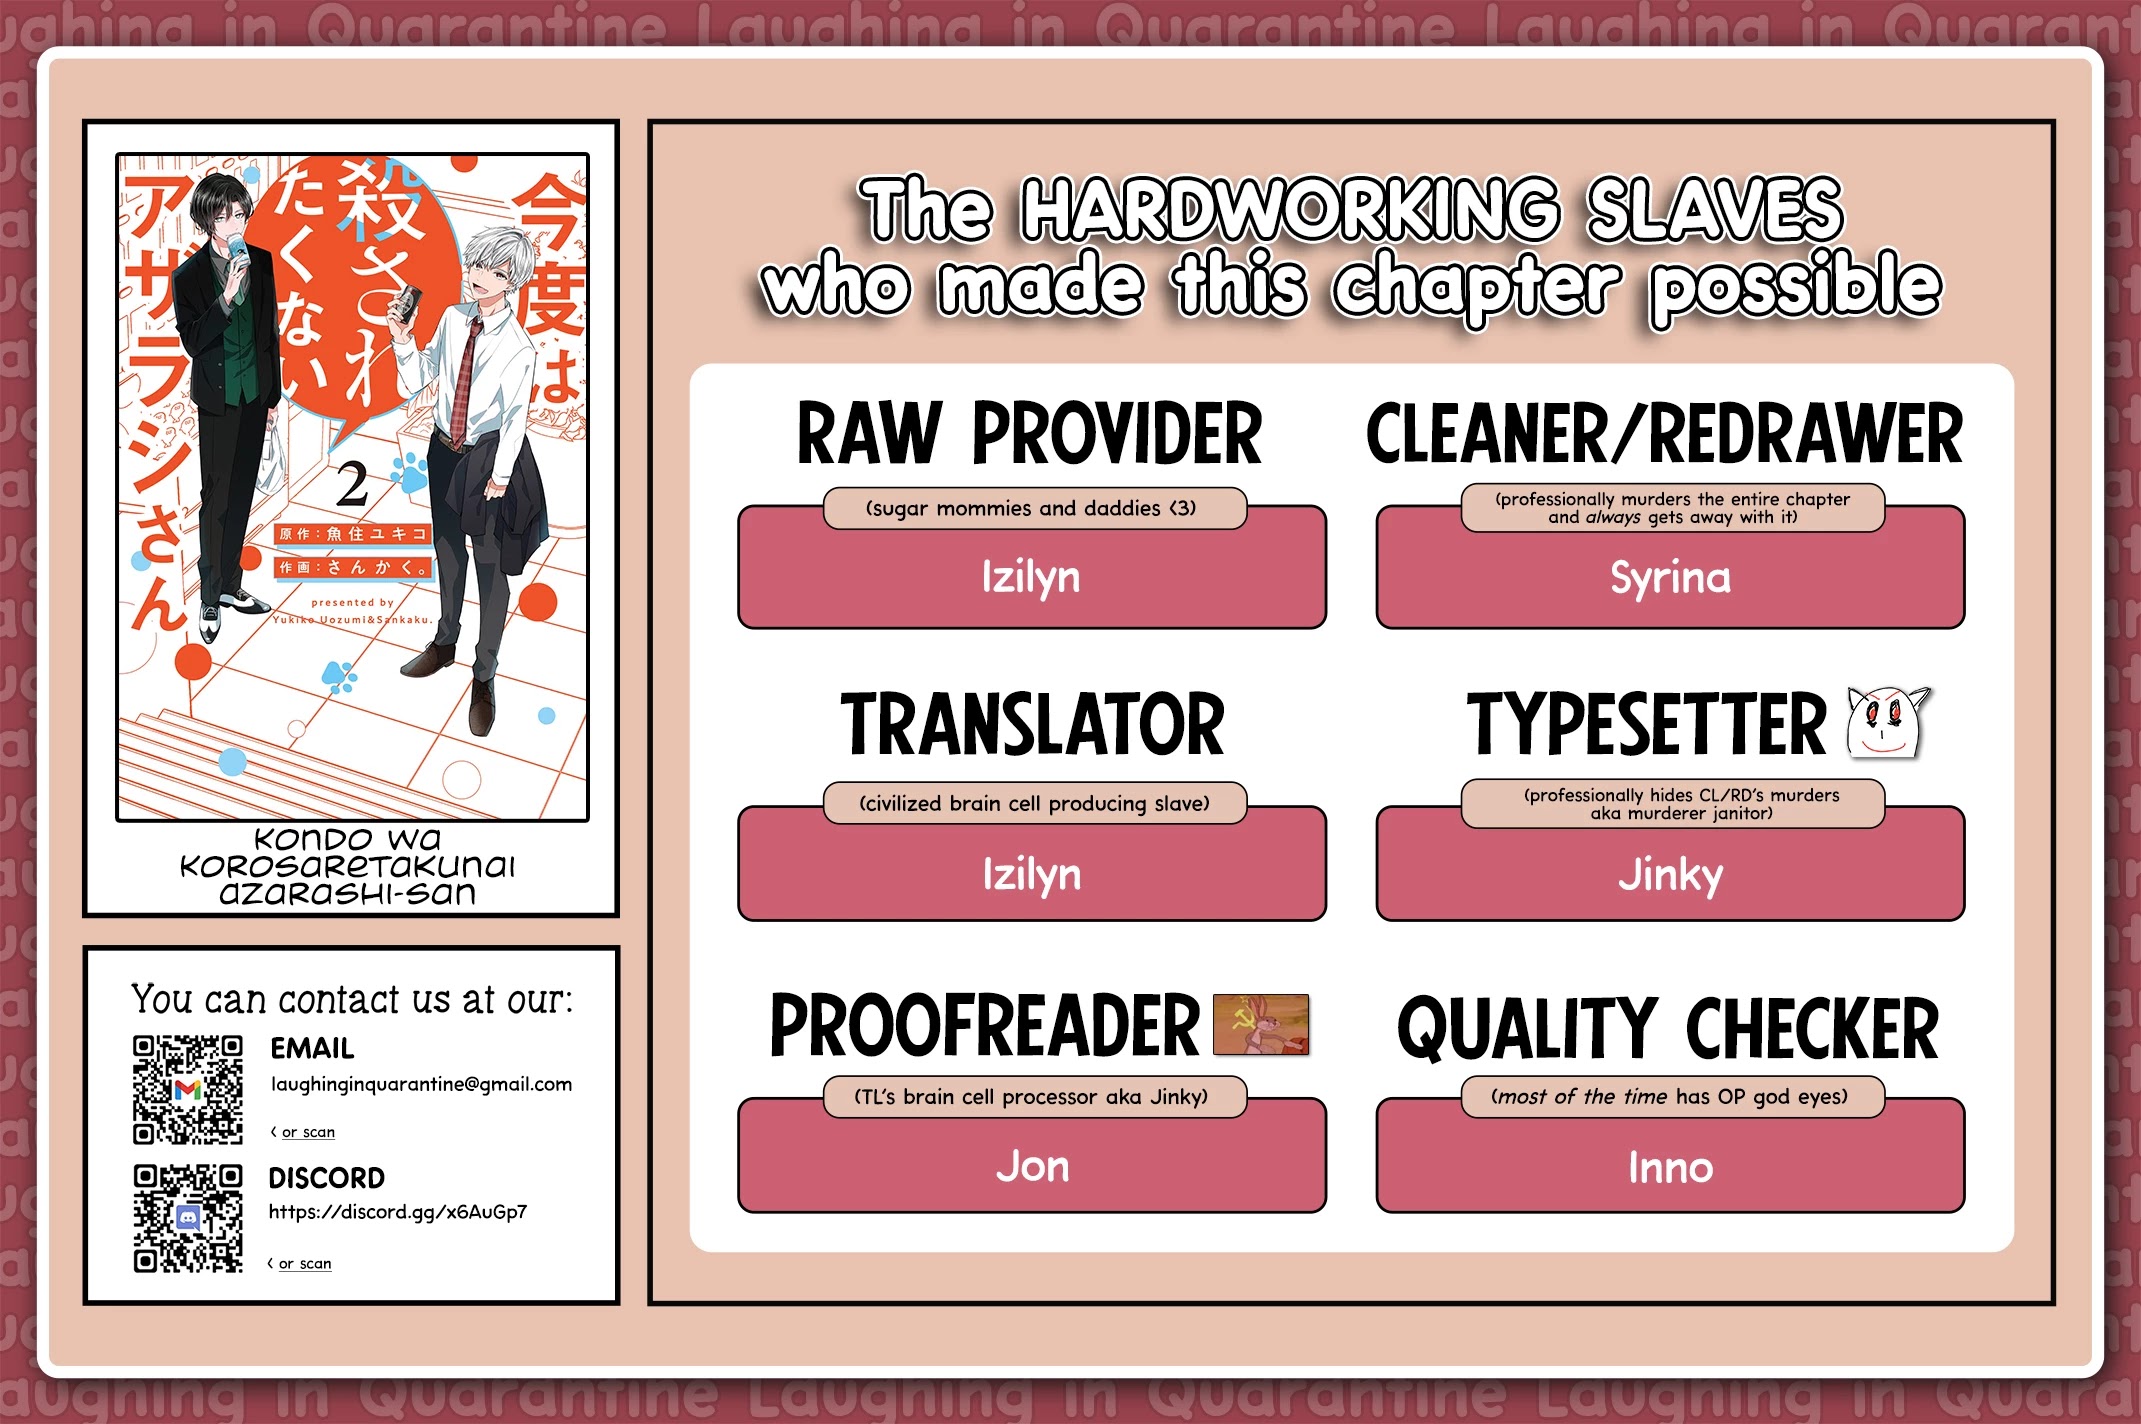 Laughing in Quarantine Laughing in Quarantine
今度は
殺され
たくない
アザラシさん
2
原作:魚住ユキコ
作画:さんかく。
presented by
Yukiko Uozumi&Sankaku.
Kondo wa
Korosaretakunai
Azarashi-san
You can contact us at our:
EMAIL
laughinginquarantine@gmail.com
< or scan
DISCORD
https://discord.gg/x6AuGp7
< or scan
The HARDWORKING SLAVES
who made this chapter possible
RAW PROVIDER
(sugar mommies and daddies <3)
Izilyn
CLEANER/REDRAWER
(professionally murders the entire chapter
and always gets away with it)
Syrina
TRANSLATOR
(civilized brain cell producing slave)
Izilyn
TYPESETTER
(professionally hides CL/RD's murders
aka murderer janitor)
Jinky
PROOFREADER
(TL's brain cell processor aka Jinky)
Jon
QUALITY CHECKER
(most of the time has OP god eyes)
Inno
Laughing in Quarantine Laughing in Quarantine